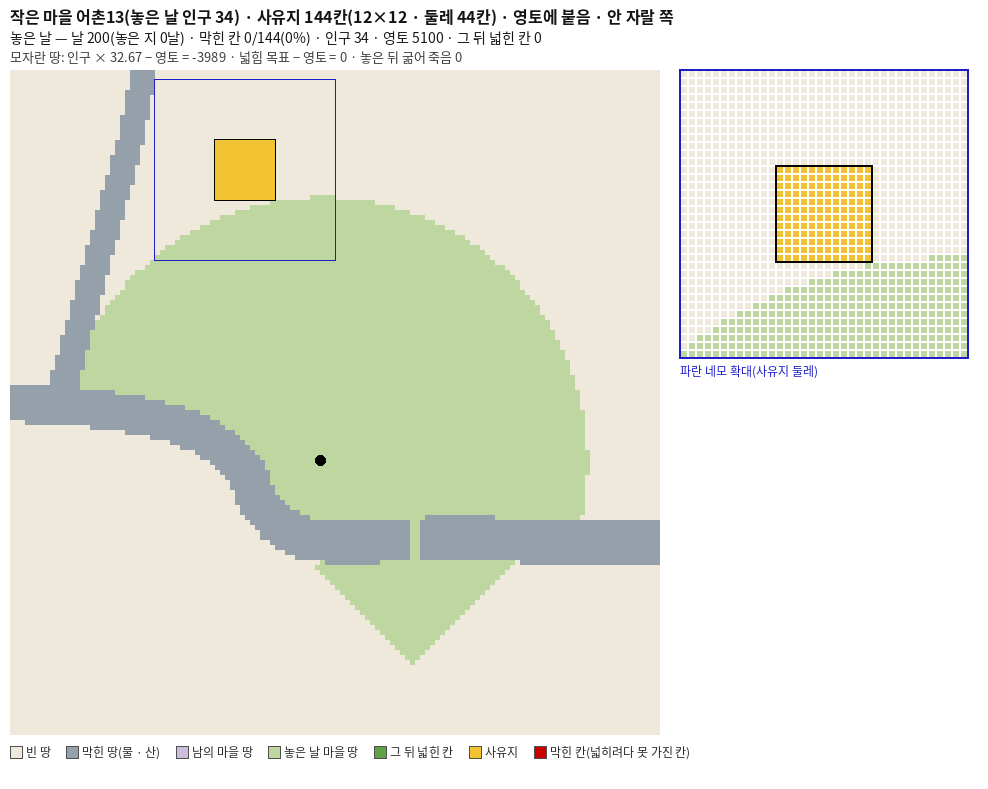 작은 마을 어촌13(놓은 날 인구 34) · 사유지 144칸(12×12 · 둘레 44칸) · 영토에 붙음 · 안 자랄 쪽
놓은 날 — 날 200(놓은 지 0날) · 막힌 칸 0/144(0%) · 인구 34 · 영토 5100 · 그 뒤 넓힌 칸 0
모자란 땅: 인구 × 32.67 − 영토 = -3989 · 넓힘 목표 − 영토 = 0 · 놓은 뒤 굶어 죽음 0
파란 네모 확대(사유지 둘레)
빈 땅 막힌 땅(물 · 산) 남의 마을 땅 놓은 날 마을 땅 그 뒤 넓힌 칸 사유지 막힌 칸(넓히려다 못 가진 칸)